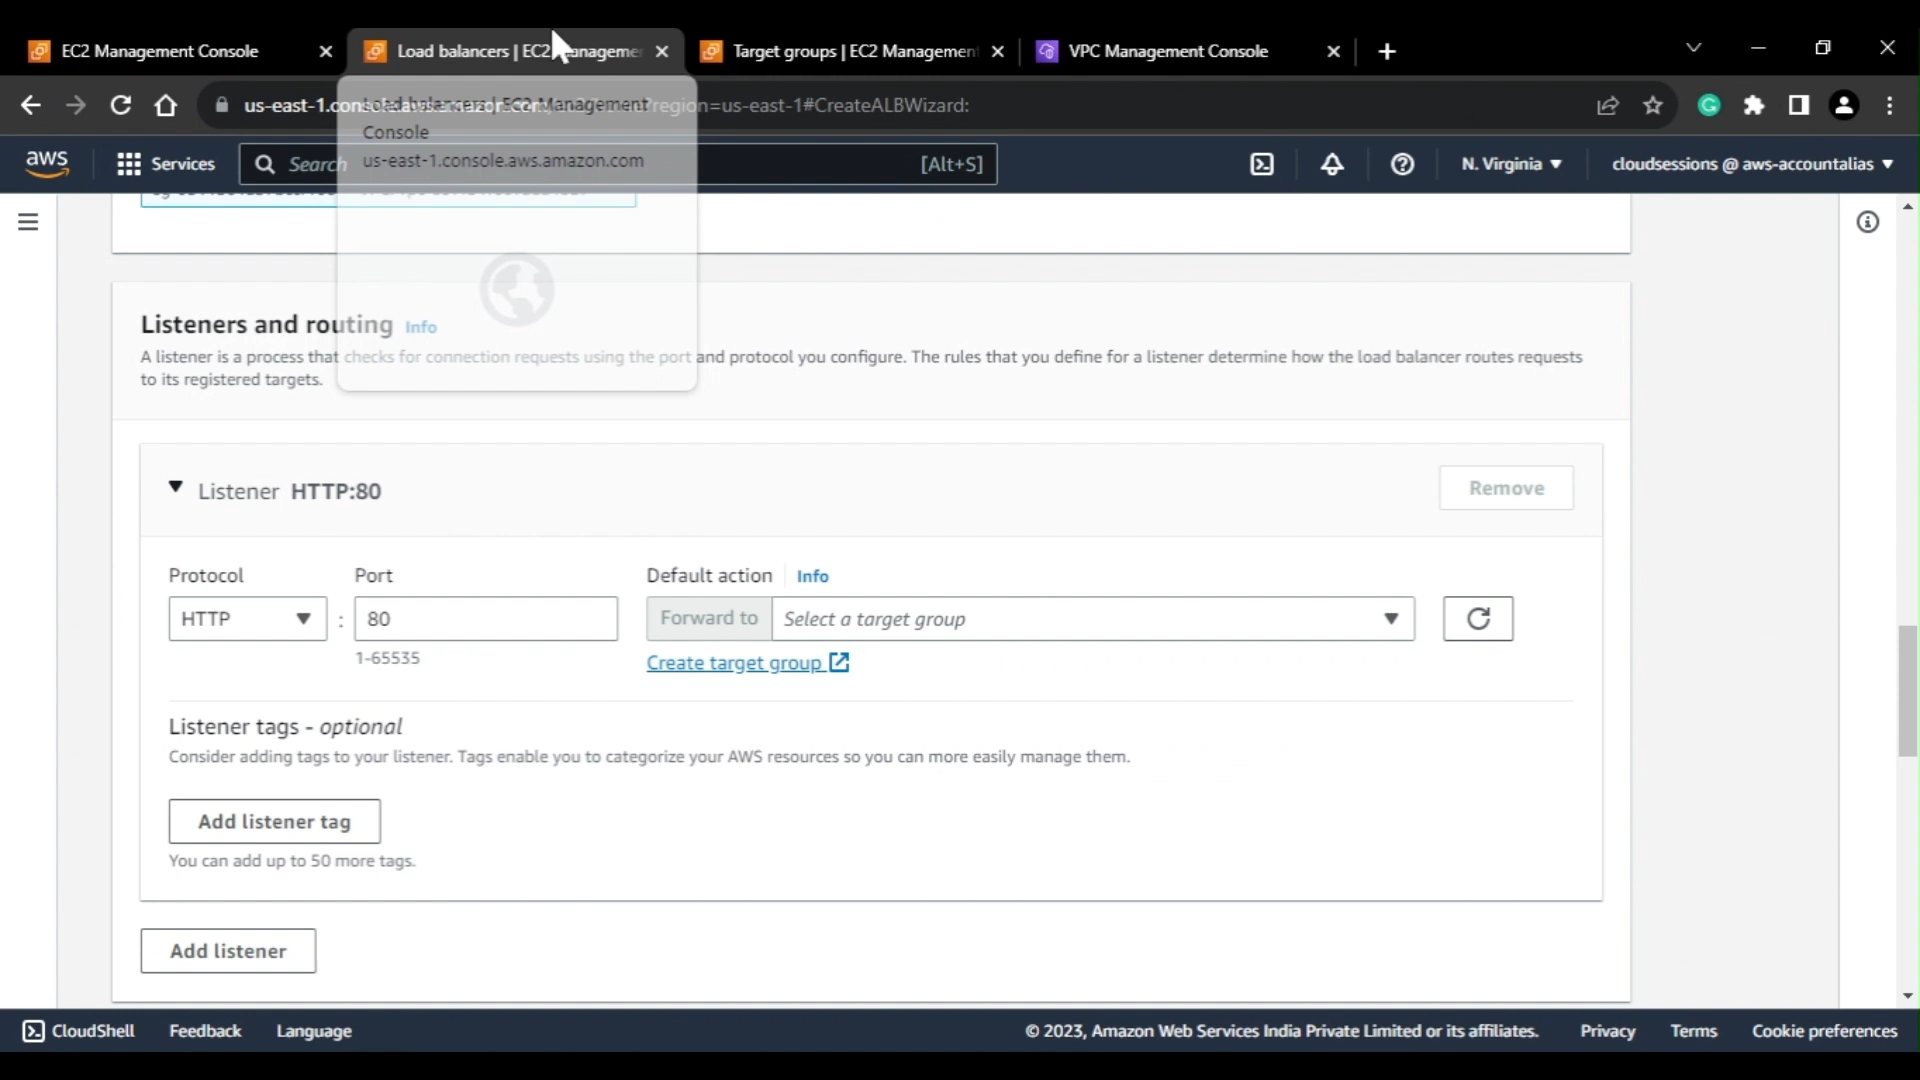 EC2 Management Console
Load balancers | EC2 Manageme
Target groups | EC2 Management
VPC Management Console
us-east-1.console.aws.amazon.com region=us-east-1#CreateALBWizard:
Load balancers | EC2 Management
Console
us-east-1.console.aws.amazon.com
aws
Services
Search
[Alt+S]
N. Virginia
cloudsessions @ aws-accountalias
Listeners and routing Info
A listener is a process that checks for connection requests using the port and protocol you configure. The rules that you define for a listener determine how the load balancer routes requests
to its registered targets.
Listener HTTP:80
Remove
Protocol
Port
Default action
Info
HTTP
:
80
Forward to
Select a target group
1-65535
Create target group
Listener tags - optional
Consider adding tags to your listener. Tags enable you to categorize your AWS resources so you can more easily manage them.
Add listener tag
You can add up to 50 more tags.
Add listener
CloudShell
Feedback
Language
© 2023, Amazon Web Services India Private Limited or its affiliates.
Privacy
Terms
Cookie preferences